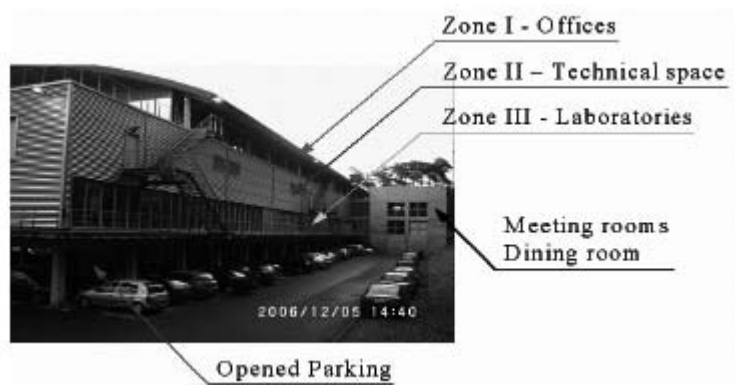 Zone I - Offices
Zone II – Technical space
Zone III - Laboratories
Meeting rooms
Dining room
2006/12/05 14:40
Opened Parking